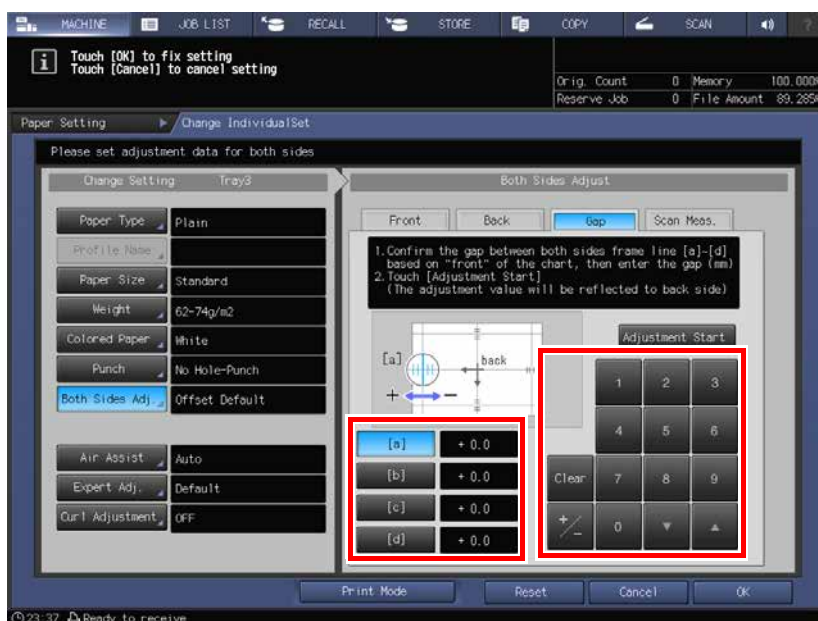 MACHINE JOB LIST RECALL STORE COPY SCAN ?
i Touch [OK] to fix setting
Touch [Cancel] to cancel setting
Orig. Count 0 Memory 100.000%
Reserve Job 0 File Amount 89.285%
Paper Setting Change IndividualSet
Please set adjustment data for both sides
Change Setting Tray3
Both Sides Adjust
Paper Type Plain
Profile Name
Paper Size Standard
Weight 62-74g/m2
Colored Paper White
Punch No Hole-Punch
Both Sides Adj. Offset Default
Air Assist Auto
Expert Adj. Default
Curl Adjustment OFF
Front Back Gap Scan Meas.
1.Confirm the gap between both sides frame line [a]-[d]
based on "front" of the chart, then enter the gap (mm)
2.Touch [Adjustment Start]
(The adjustment value will be reflected to back side)
[a] back
+ -
Adjustment Start
[a] + 0.0
[b] + 0.0
[c] + 0.0
[d] + 0.0
1 2 3
4 5 6
Clear 7 8 9
+/- 0 ▼ ▲
Print Mode Reset Cancel OK
23:37 Ready to receive